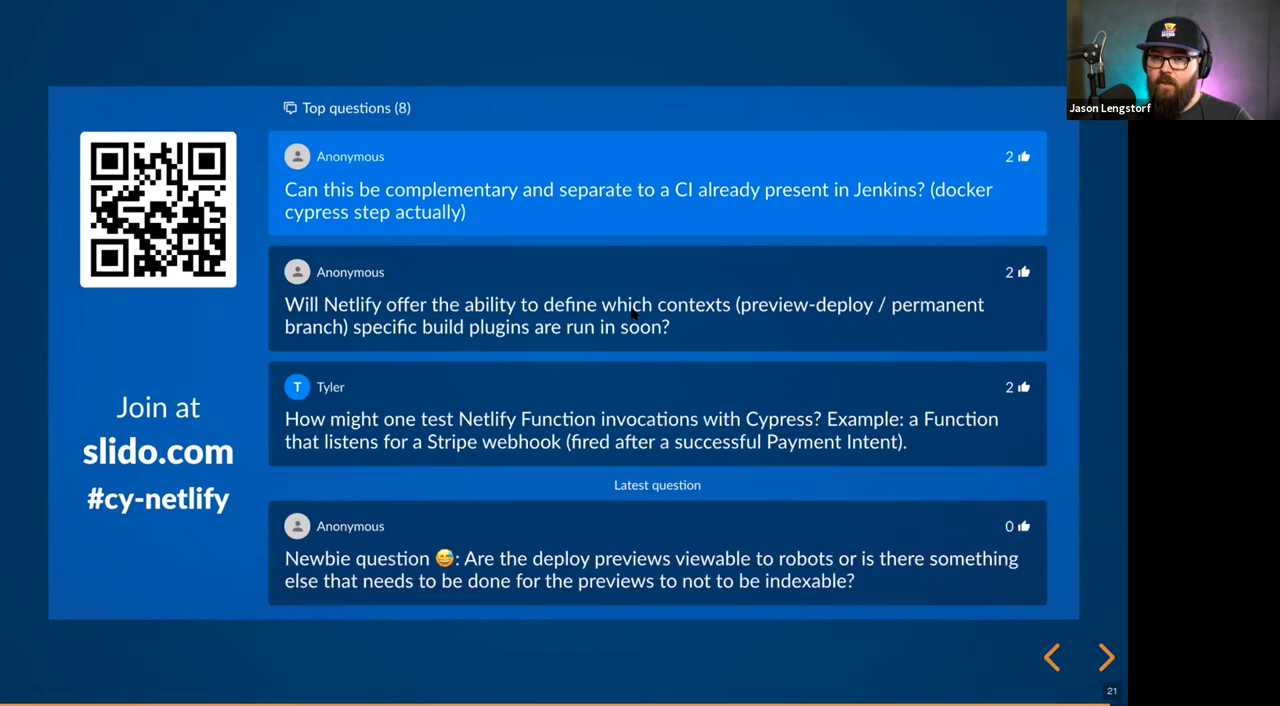 Jason Lengstorf
Top questions (8)
Anonymous
2
Can this be complementary and separate to a CI already present in Jenkins? (docker
cypress step actually)
Anonymous
2
Will Netlify offer the ability to define which contexts (preview-deploy / permanent
branch) specific build plugins are run in soon?
T
Tyler
2
How might one test Netlify Function invocations with Cypress? Example: a Function
that listens for a Stripe webhook (fired after a successful Payment Intent).
Latest question
Anonymous
0
Newbie question 😅: Are the deploy previews viewable to robots or is there something
else that needs to be done for the previews to not to be indexable?
Join at
slido.com
#cy-netlify
21